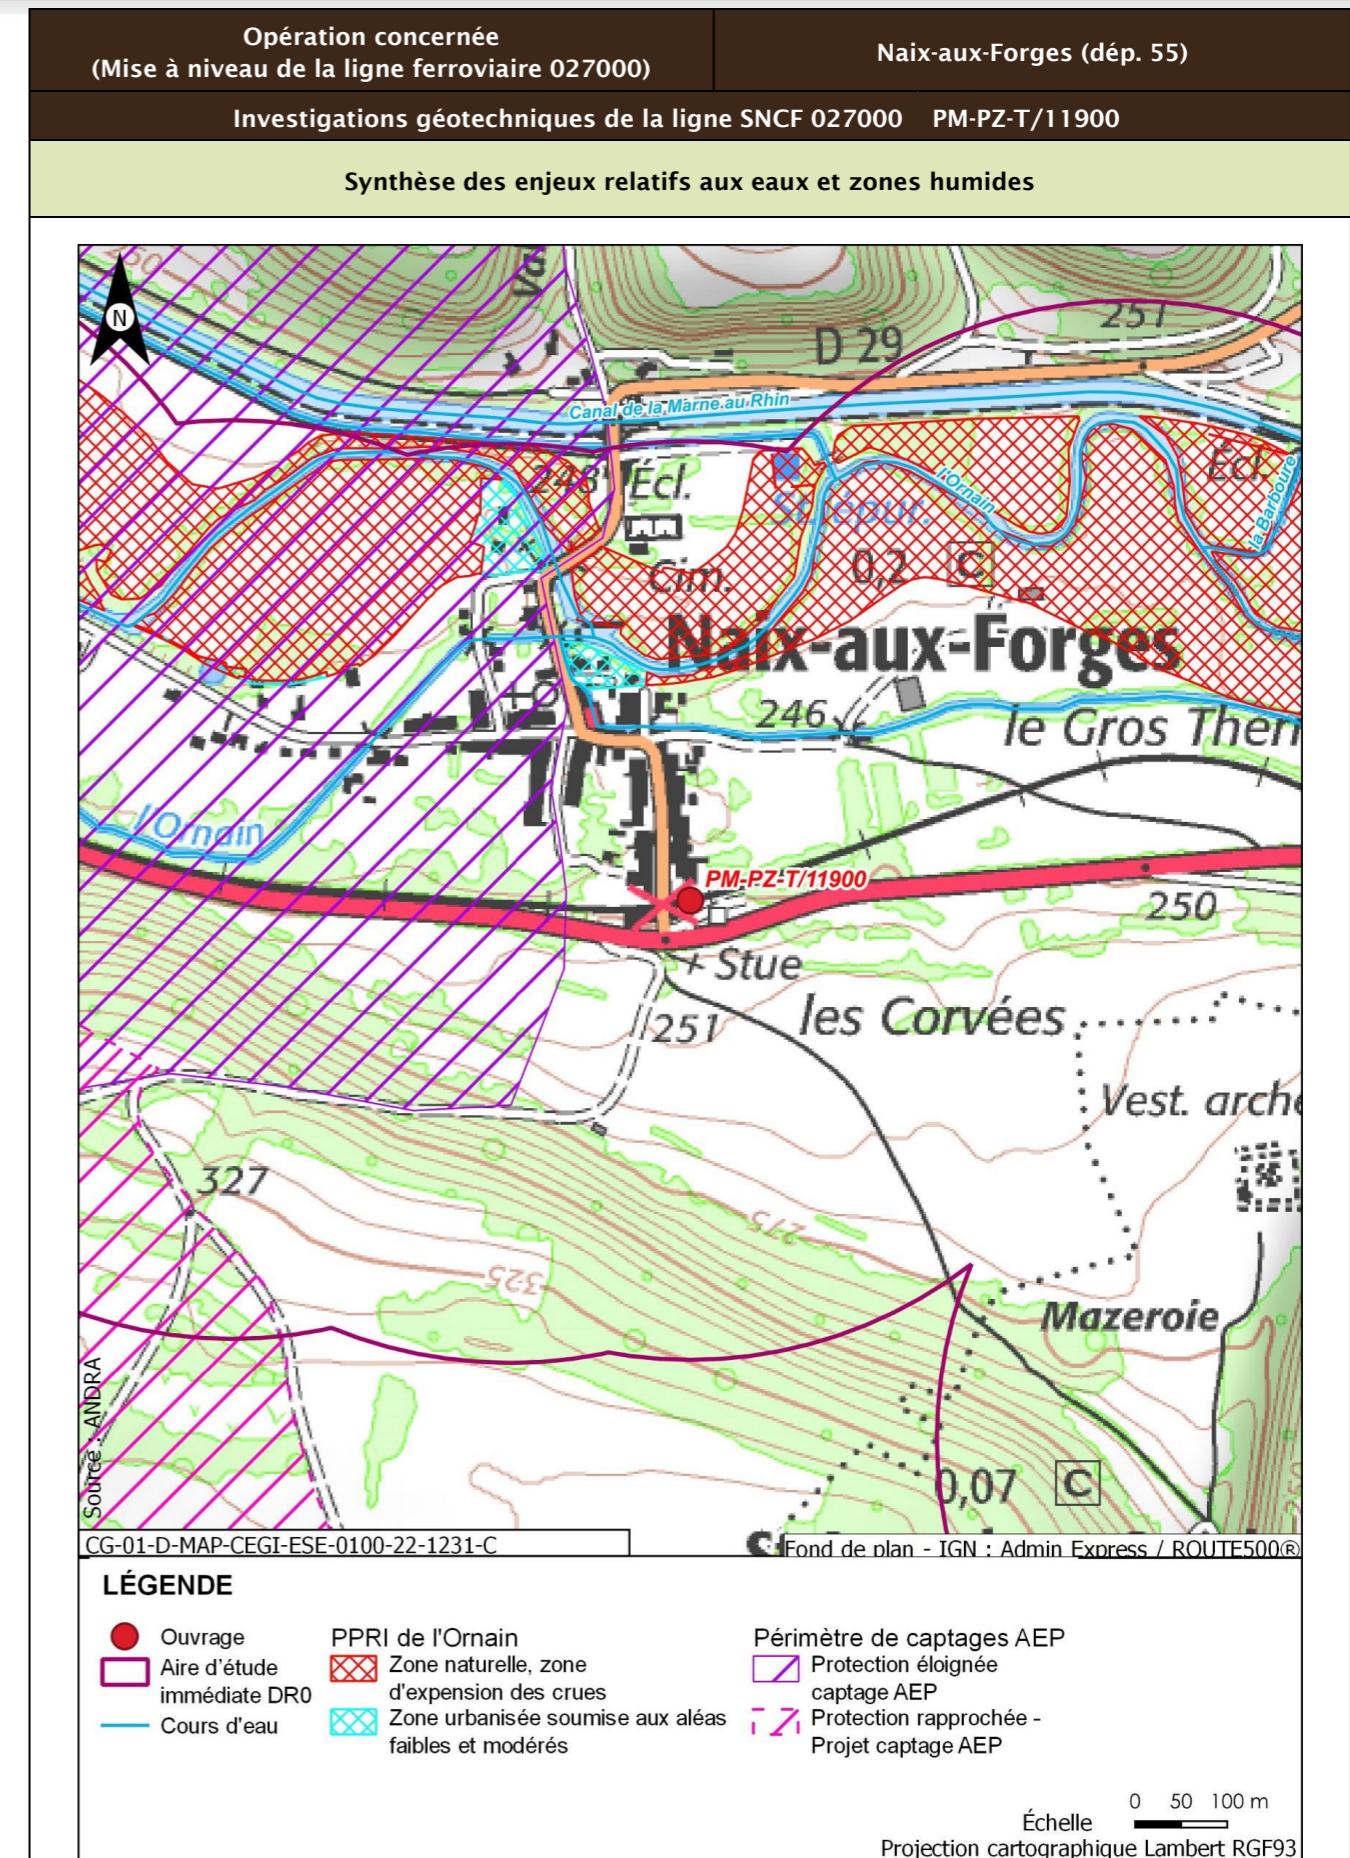 Opération concernée
(Mise à niveau de la ligne ferroviaire 027000)
Naix-aux-Forges (dép. 55)
Investigations géotechniques de la ligne SNCF 027000 PM-PZ-T/11900
Synthèse des enjeux relatifs aux eaux et zones humides
250
N
D 29
251
Canal de la Marne au Rhin
248
Écl.
l'Ornain
Écl.
la Barboure
St épur.
0,2 C
Cim.
Naix-aux-Forges
246
le Gros
l'Ornain
PM-PZ-T/11900
250
Stue
251
les Corvées
Vest.
327
275
325
Mazeroie
0,07 C
Source : ANDRA
CG-01-D-MAP-CEGI-ESE-0100-22-1231-C
Fond de plan - IGN : Admin Express / ROUTE500®
LÉGENDE
Ouvrage
Aire d'étude
immédiate DR0
Cours d'eau
PPRI de l'Ornain
Zone naturelle, zone
d'expension des crues
Zone urbanisée soumise aux aléas
faibles et modérés
Périmètre de captages AEP
Protection éloignée
captage AEP
Protection rapprochée -
Projet captage AEP
0 50 100 m
Échelle
Projection cartographique Lambert RGF93